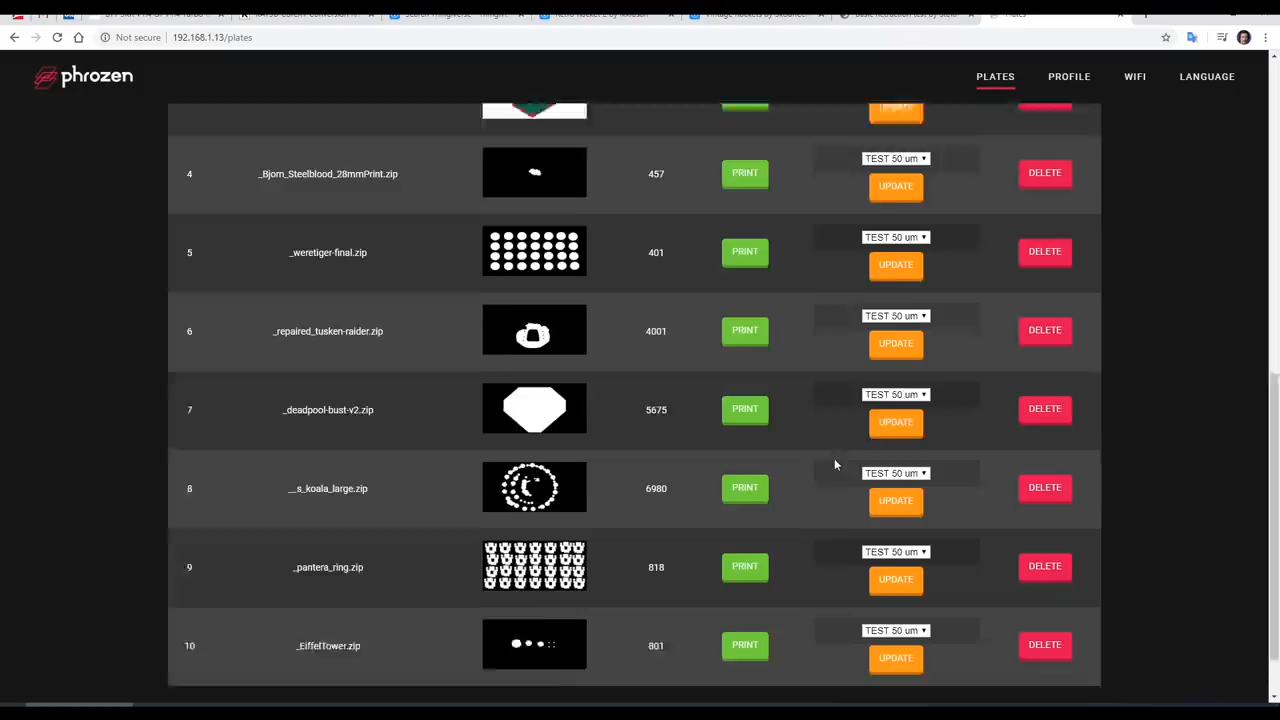 Not secure 192.168.1.13/plates
phrozen
PLATES PROFILE WIFI LANGUAGE
4 _Bjorn_Steelblood_28mmPrint.zip 457 PRINT TEST 50 um UPDATE DELETE
5 _weretiger-final.zip 401 PRINT TEST 50 um UPDATE DELETE
6 _repaired_tusken-raider.zip 4001 PRINT TEST 50 um UPDATE DELETE
7 _deadpool-bust-v2.zip 5675 PRINT TEST 50 um UPDATE DELETE
8 __s_koala_large.zip 6980 PRINT TEST 50 um UPDATE DELETE
9 _pantera_ring.zip 818 PRINT TEST 50 um UPDATE DELETE
10 _EiffelTower.zip 801 PRINT TEST 50 um UPDATE DELETE